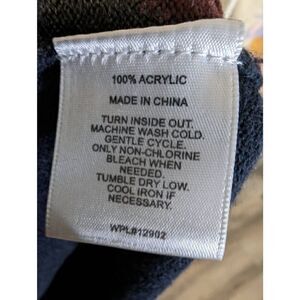 100% ACRYLIC
MADE IN CHINA
TURN INSIDE OUT.
MACHINE WASH COLD.
GENTLE CYCLE.
ONLY NON-CHLORINE
BLEACH WHEN
NEEDED.
TUMBLE DRY LOW.
COOL IRON IF
NECESSARY.
WPL#12902